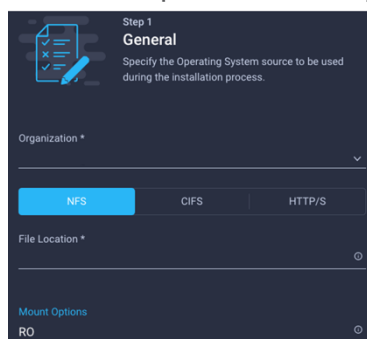 Step 1
General
Specify the Operating System source to be used
during the installation process.
Organization *
NFS CIFS HTTP/S
File Location *
Mount Options
RO